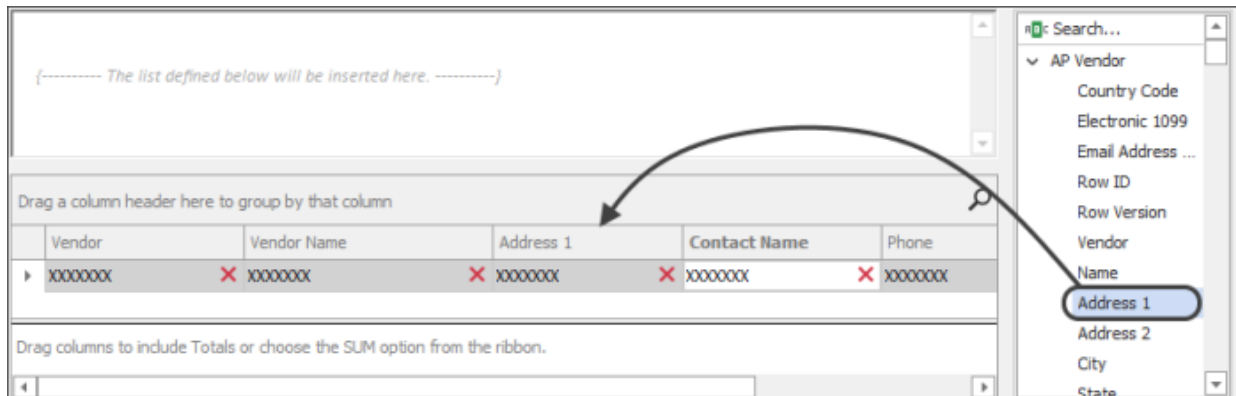 {---------- The list defined below will be inserted here. ----------}
Drag a column header here to group by that column
Vendor Vendor Name Address 1 Contact Name Phone
XXXXXXX XXXXXXX XXXXXXX XXXXXXX XXXXXXX
Drag columns to include Totals or choose the SUM option from the ribbon.
Search...
AP Vendor
Country Code
Electronic 1099
Email Address ...
Row ID
Row Version
Vendor
Name
Address 1
Address 2
City
State